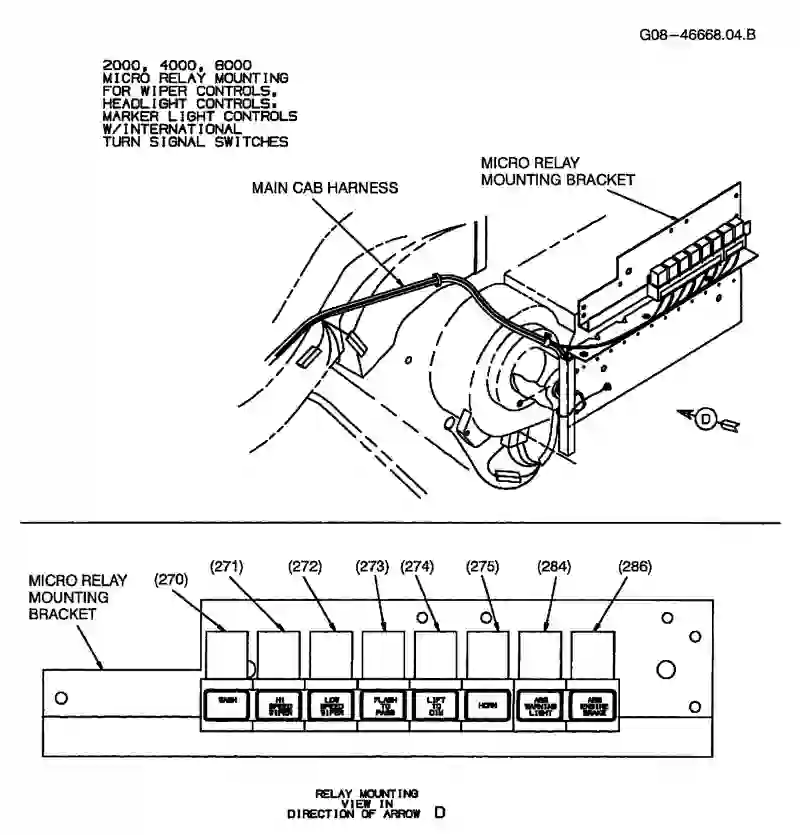 G08-46668.04.B
2000, 4000, 8000
MICRO RELAY MOUNTING
FOR WIPER CONTROLS,
HEADLIGHT CONTROLS,
MARKER LIGHT CONTROLS
W/INTERNATIONAL
TURN SIGNAL SWITCHES
MICRO RELAY
MOUNTING BRACKET
MAIN CAB HARNESS
D
MICRO RELAY
MOUNTING
BRACKET
(270)
(271)
(272)
(273)
(274)
(275)
(284)
(286)
WASH
HI
SPEED
WIPER
LOW
SPEED
WIPER
FLASH
TO
PASS
LIFT
TO
DIM
HORN
ABS
WARNING
LIGHT
ABS
ENGINE
BRAKE
RELAY MOUNTING
VIEW IN
DIRECTION OF ARROW D